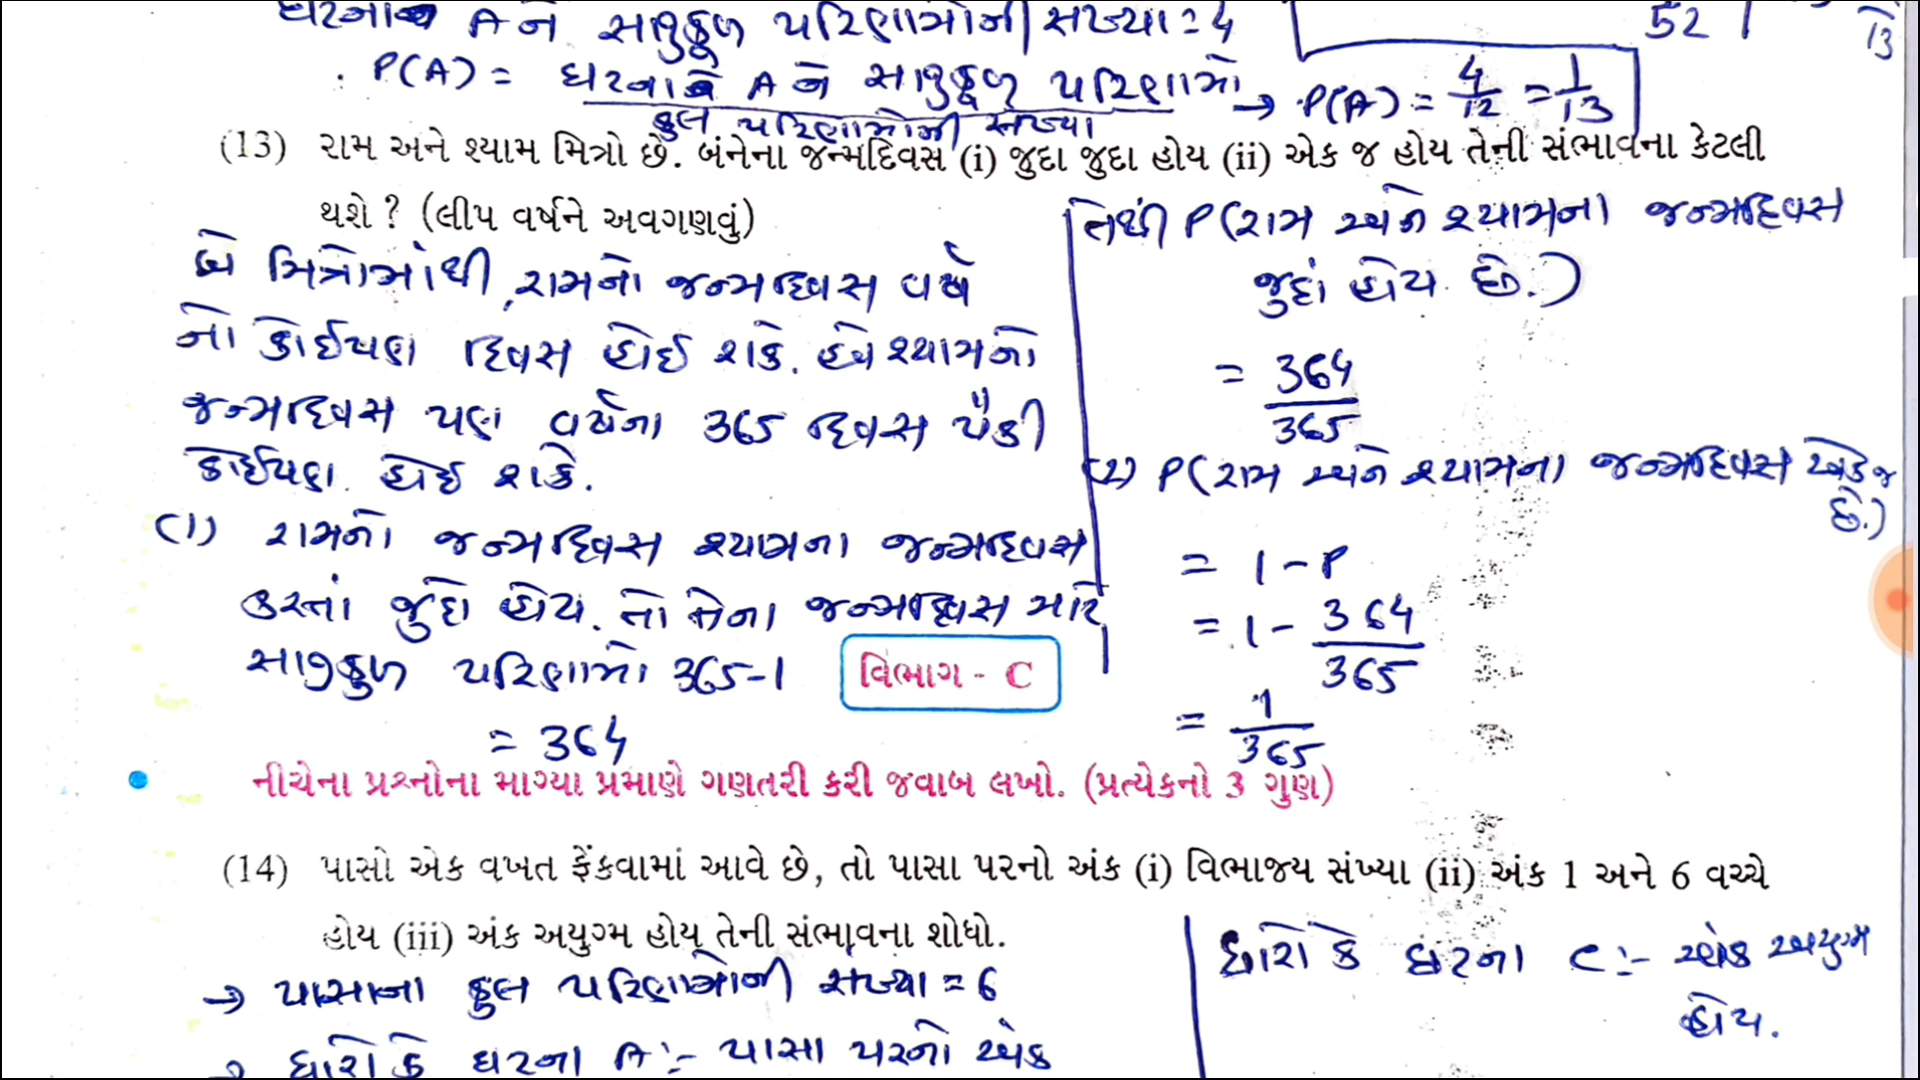 ઘટના A ને સાનુકૂળ પરિણામોની સંખ્યા = 4
52
13
P(A) = ઘટના A ને સાનુકૂળ પરિણામો
કુલ પરિણામોની સંખ્યા
→ P(A) = 4/12 = 1/13
(13) રામ અને શ્યામ મિત્રો છે. બંનેના જન્મદિવસ (i) જુદા જુદા હોય (ii) એક જ હોય તેની સંભાવના કેટલી
થશે ? (લીપ વર્ષને અવગણવું)
બે મિત્રોમાંથી, રામનો જન્મદિવસ વર્ષ
નો કોઈપણ દિવસ હોઈ શકે. હવે શ્યામનો
જન્મદિવસ પણ વર્ષના 365 દિવસ પૈકી
કોઈપણ હોઈ શકે.
(1) રામનો જન્મદિવસ શ્યામના જન્મદિવસ
કરતાં જુદો હોય. તો તેના જન્મદિવસ માટે
સાનુકૂળ પરિણામો 365-1
= 364
તેથી P(રામ અને શ્યામના જન્મદિવસ
જુદાં હોય છે.)
= 364/365
(2) P(રામ અને શ્યામના જન્મદિવસ એક જ
છે.)
= 1 - P
= 1 - 364/365
= 1/365
વિભાગ - C
નીચેના પ્રશ્નોના માગ્યા પ્રમાણે ગણતરી કરી જવાબ લખો. (પ્રત્યેકનો 3 ગુણ)
(14) પાસો એક વખત ફેંકવામાં આવે છે, તો પાસા પરનો અંક (i) વિભાજ્ય સંખ્યા (ii) અંક 1 અને 6 વચ્ચે
હોય (iii) અંક અયુગ્મ હોય તેની સંભાવના શોધો.
→ પાસાના કુલ પરિણામોની સંખ્યા = 6
→ ધારો કે ઘટના A :- પાસા પરનો અંક
ધારો કે ઘટના C :- અંક અયુગ્મ
હોય.